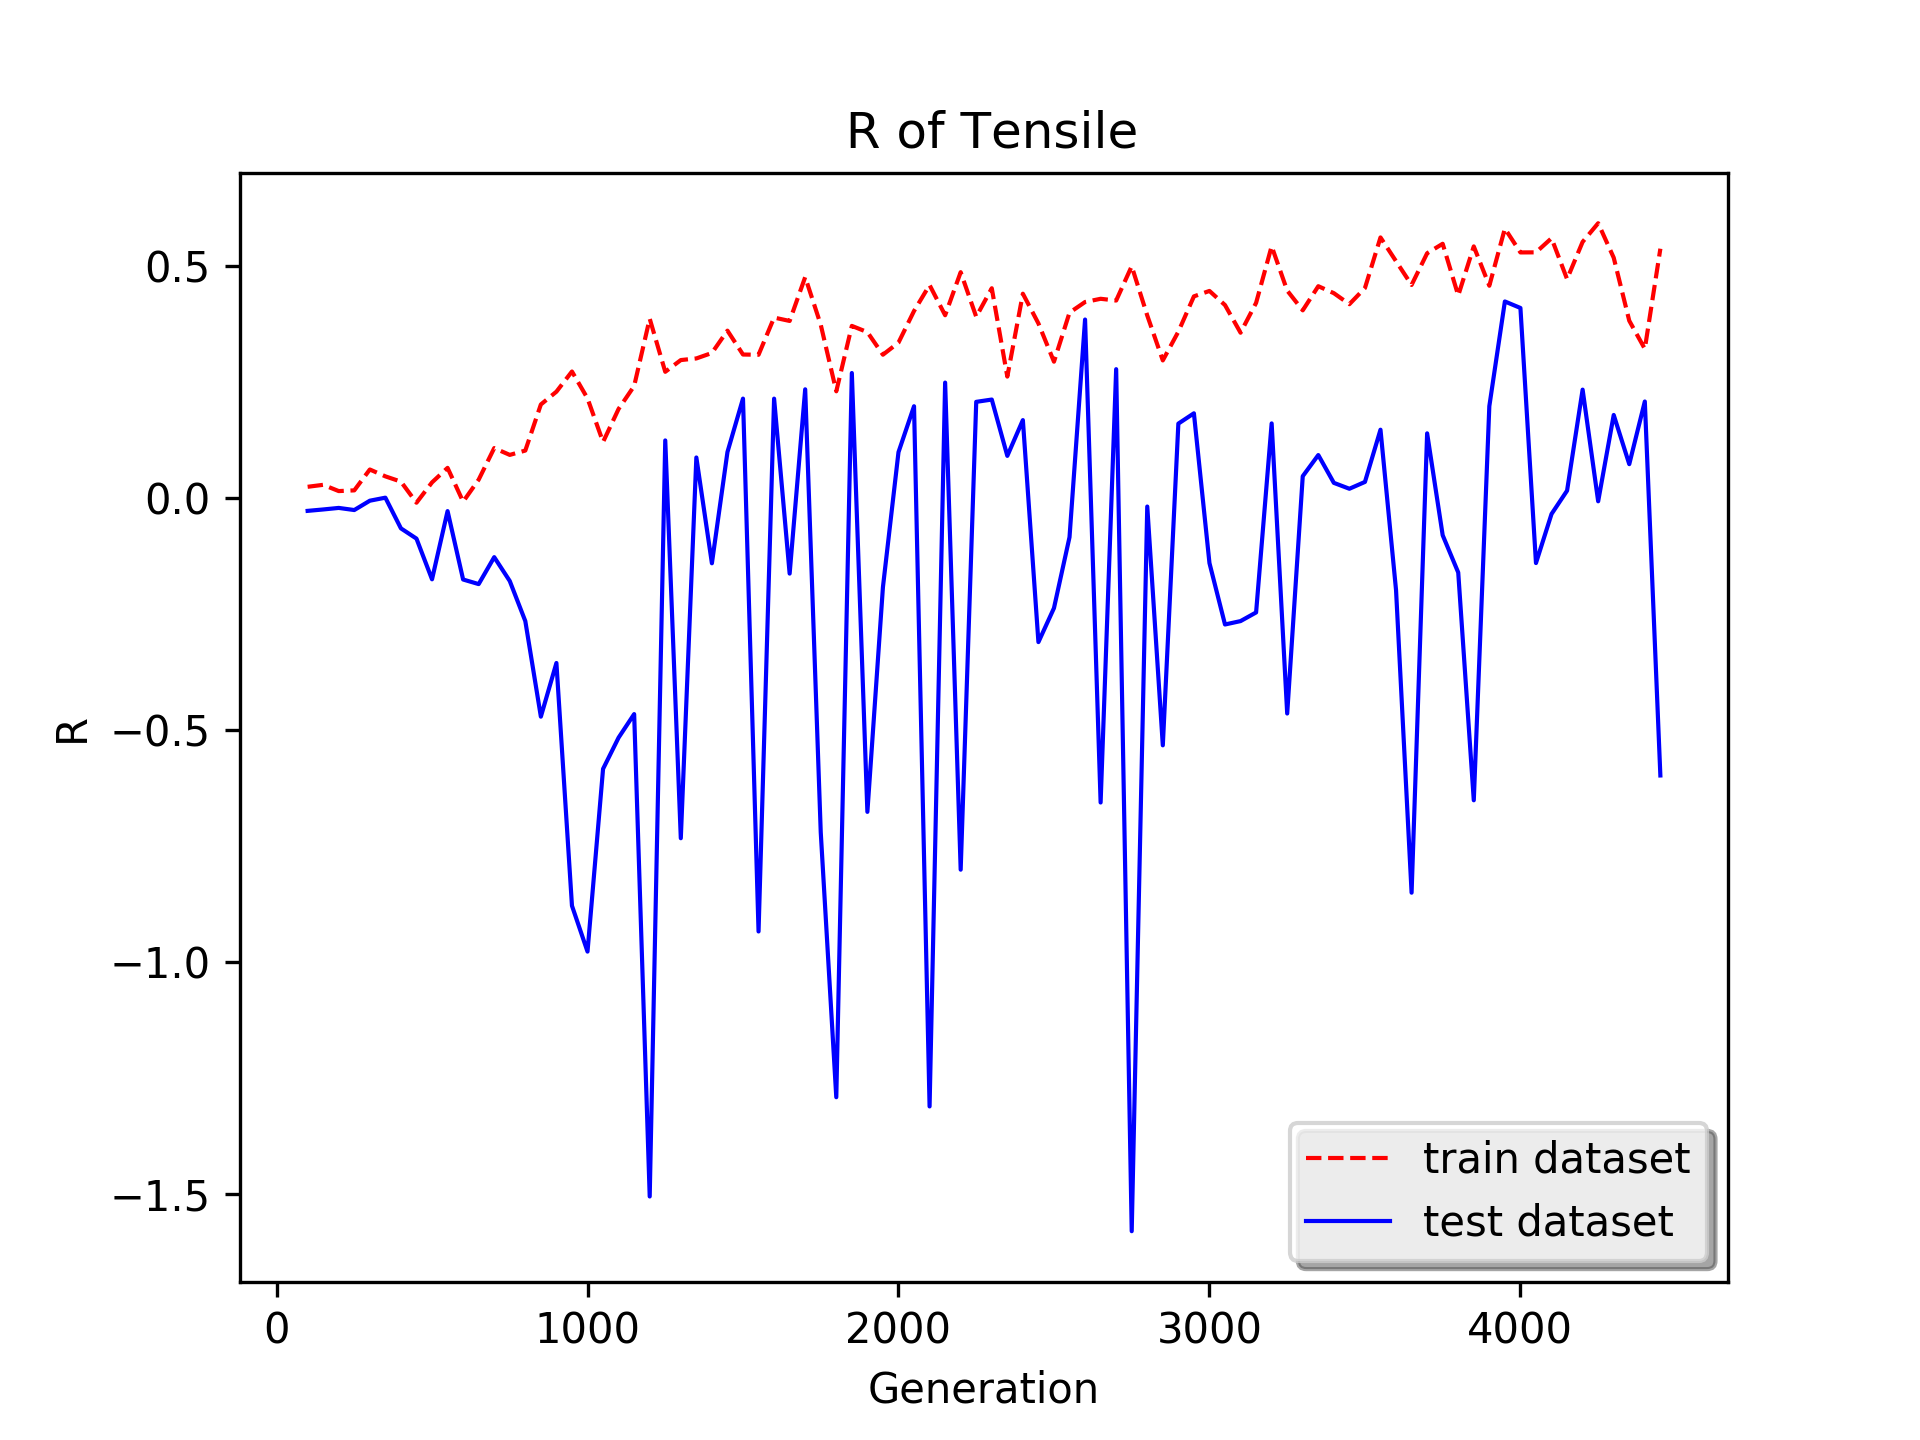 R of Tensile
0.5
0.0
−0.5
−1.0
−1.5
R
0
1000
2000
3000
4000
Generation
train dataset
test dataset